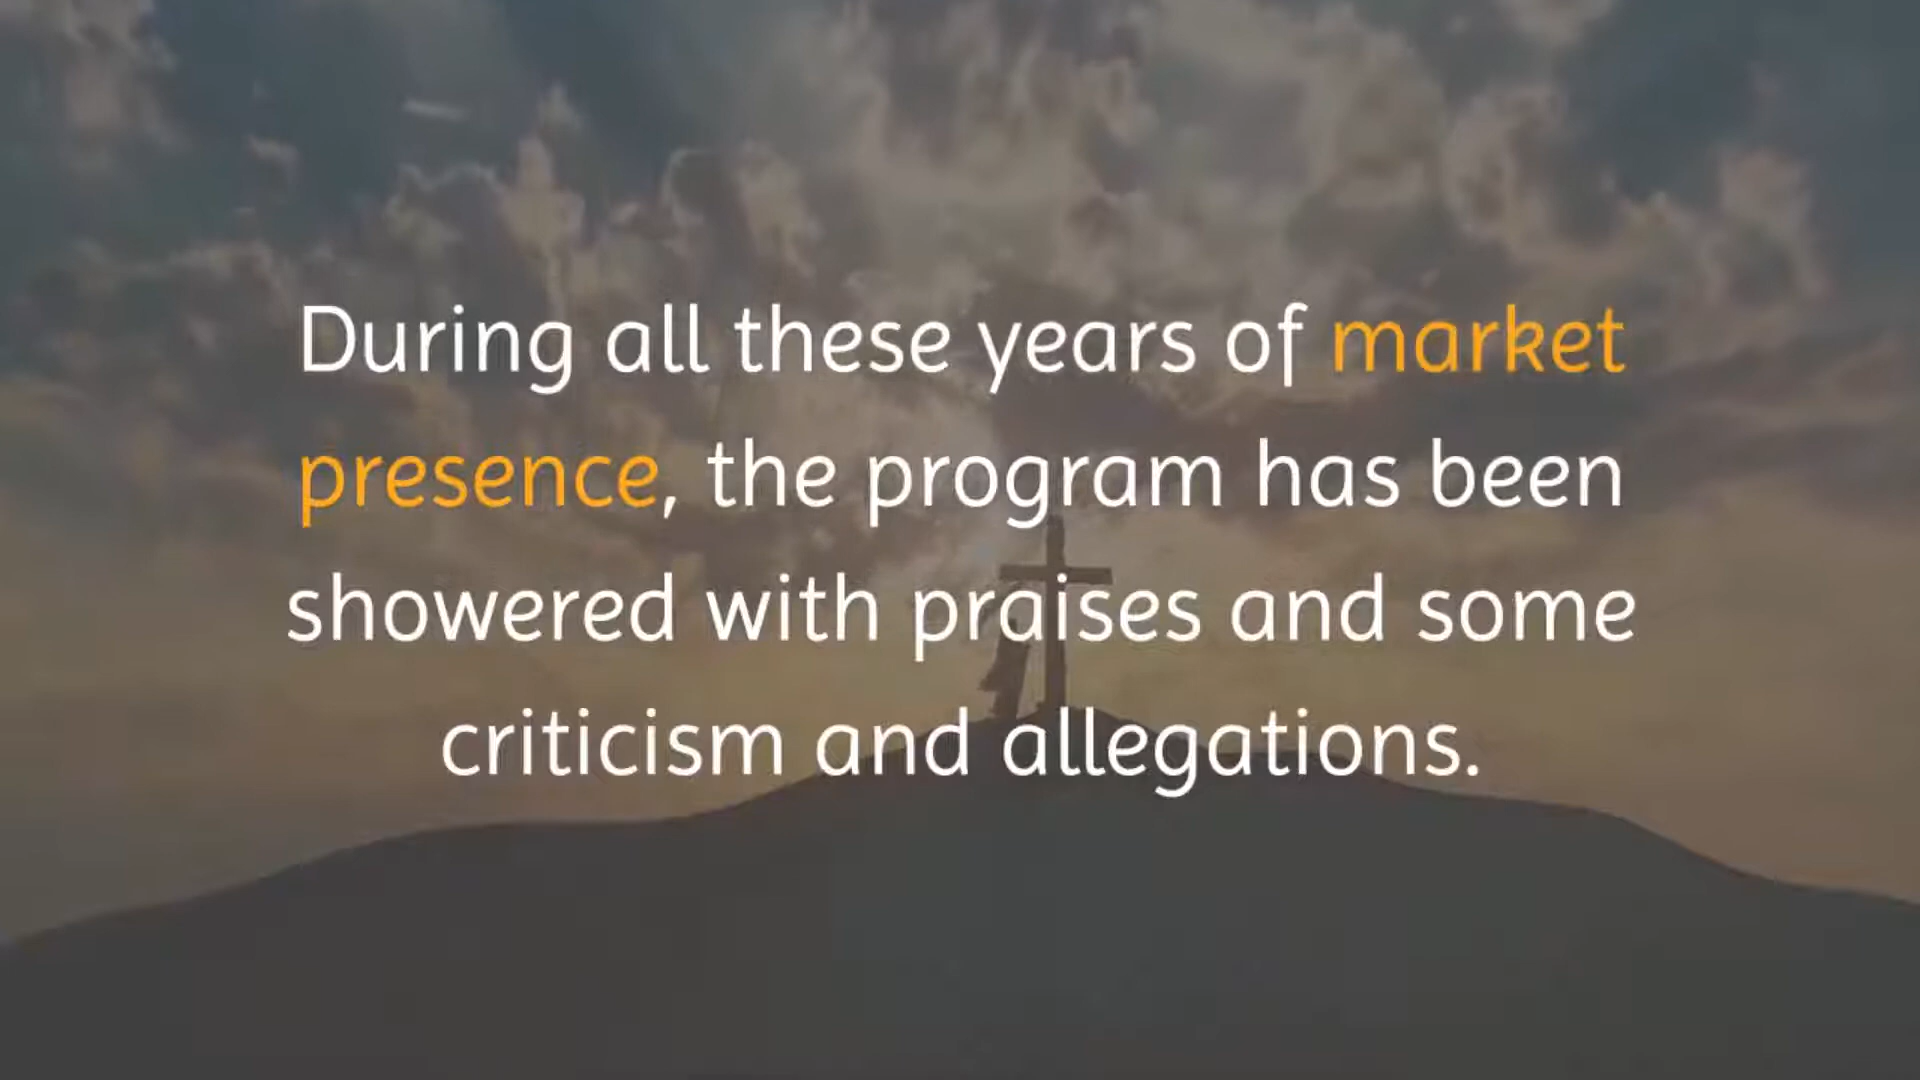 During all these years of market
presence, the program has been
showered with praises and some
criticism and allegations.